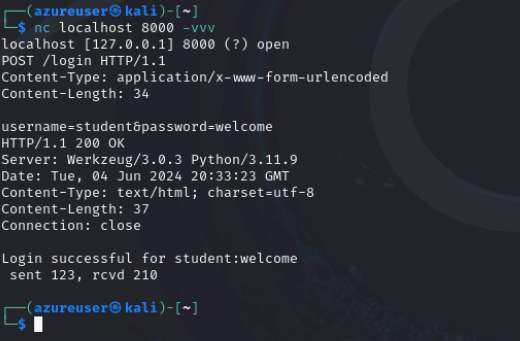 ┌──(azureuser㉿kali)-[~]
└─$ nc localhost 8000 -vvv
localhost [127.0.0.1] 8000 (?) open
POST /login HTTP/1.1
Content-Type: application/x-www-form-urlencoded
Content-Length: 34

username=student&password=welcome
HTTP/1.1 200 OK
Server: Werkzeug/3.0.3 Python/3.11.9
Date: Tue, 04 Jun 2024 20:33:23 GMT
Content-Type: text/html; charset=utf-8
Content-Length: 37
Connection: close

Login successful for student:welcome
 sent 123, rcvd 210

┌──(azureuser㉿kali)-[~]
└─$